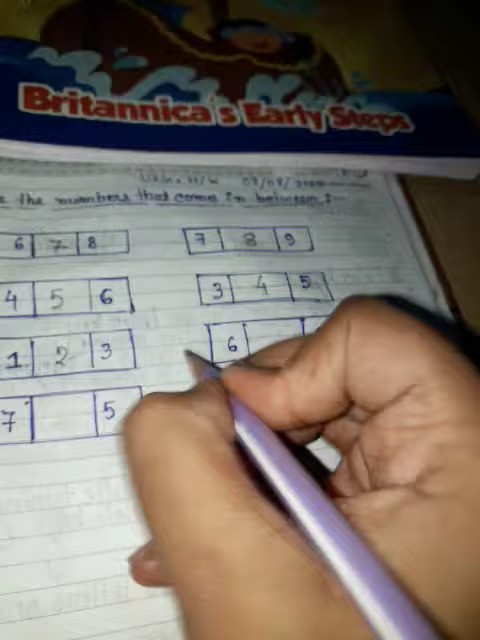 Britannica's Early Steps
the numbers that come in between :
6 7 8
7 8 9
4 5 6
3 4 5
1 2 3
6
7 5